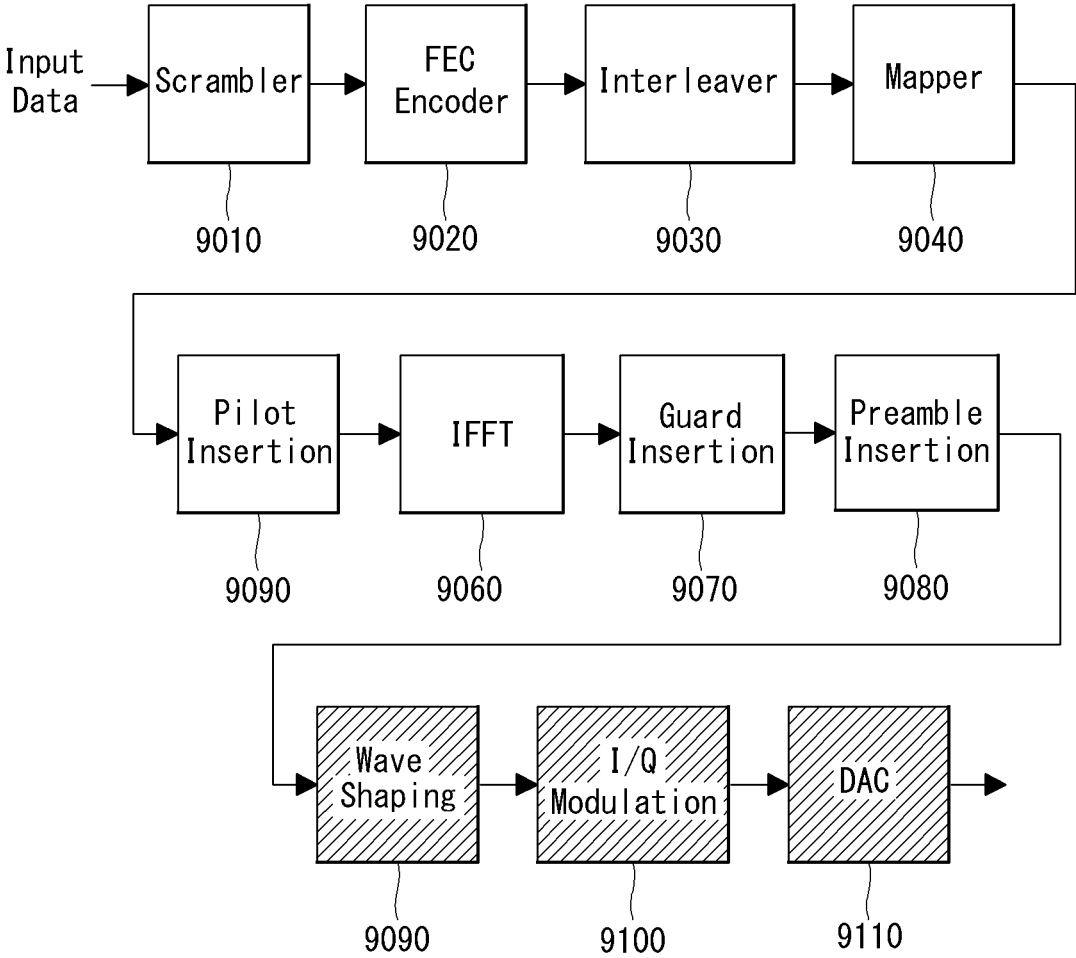 Input
Data
Scrambler
FEC
Encoder
Interleaver
Mapper
9010
9020
9030
9040
Pilot
Insertion
IFFT
Guard
Insertion
Preamble
Insertion
9090
9060
9070
9080
Wave
Shaping
I/Q
Modulation
DAC
9090
9100
9110